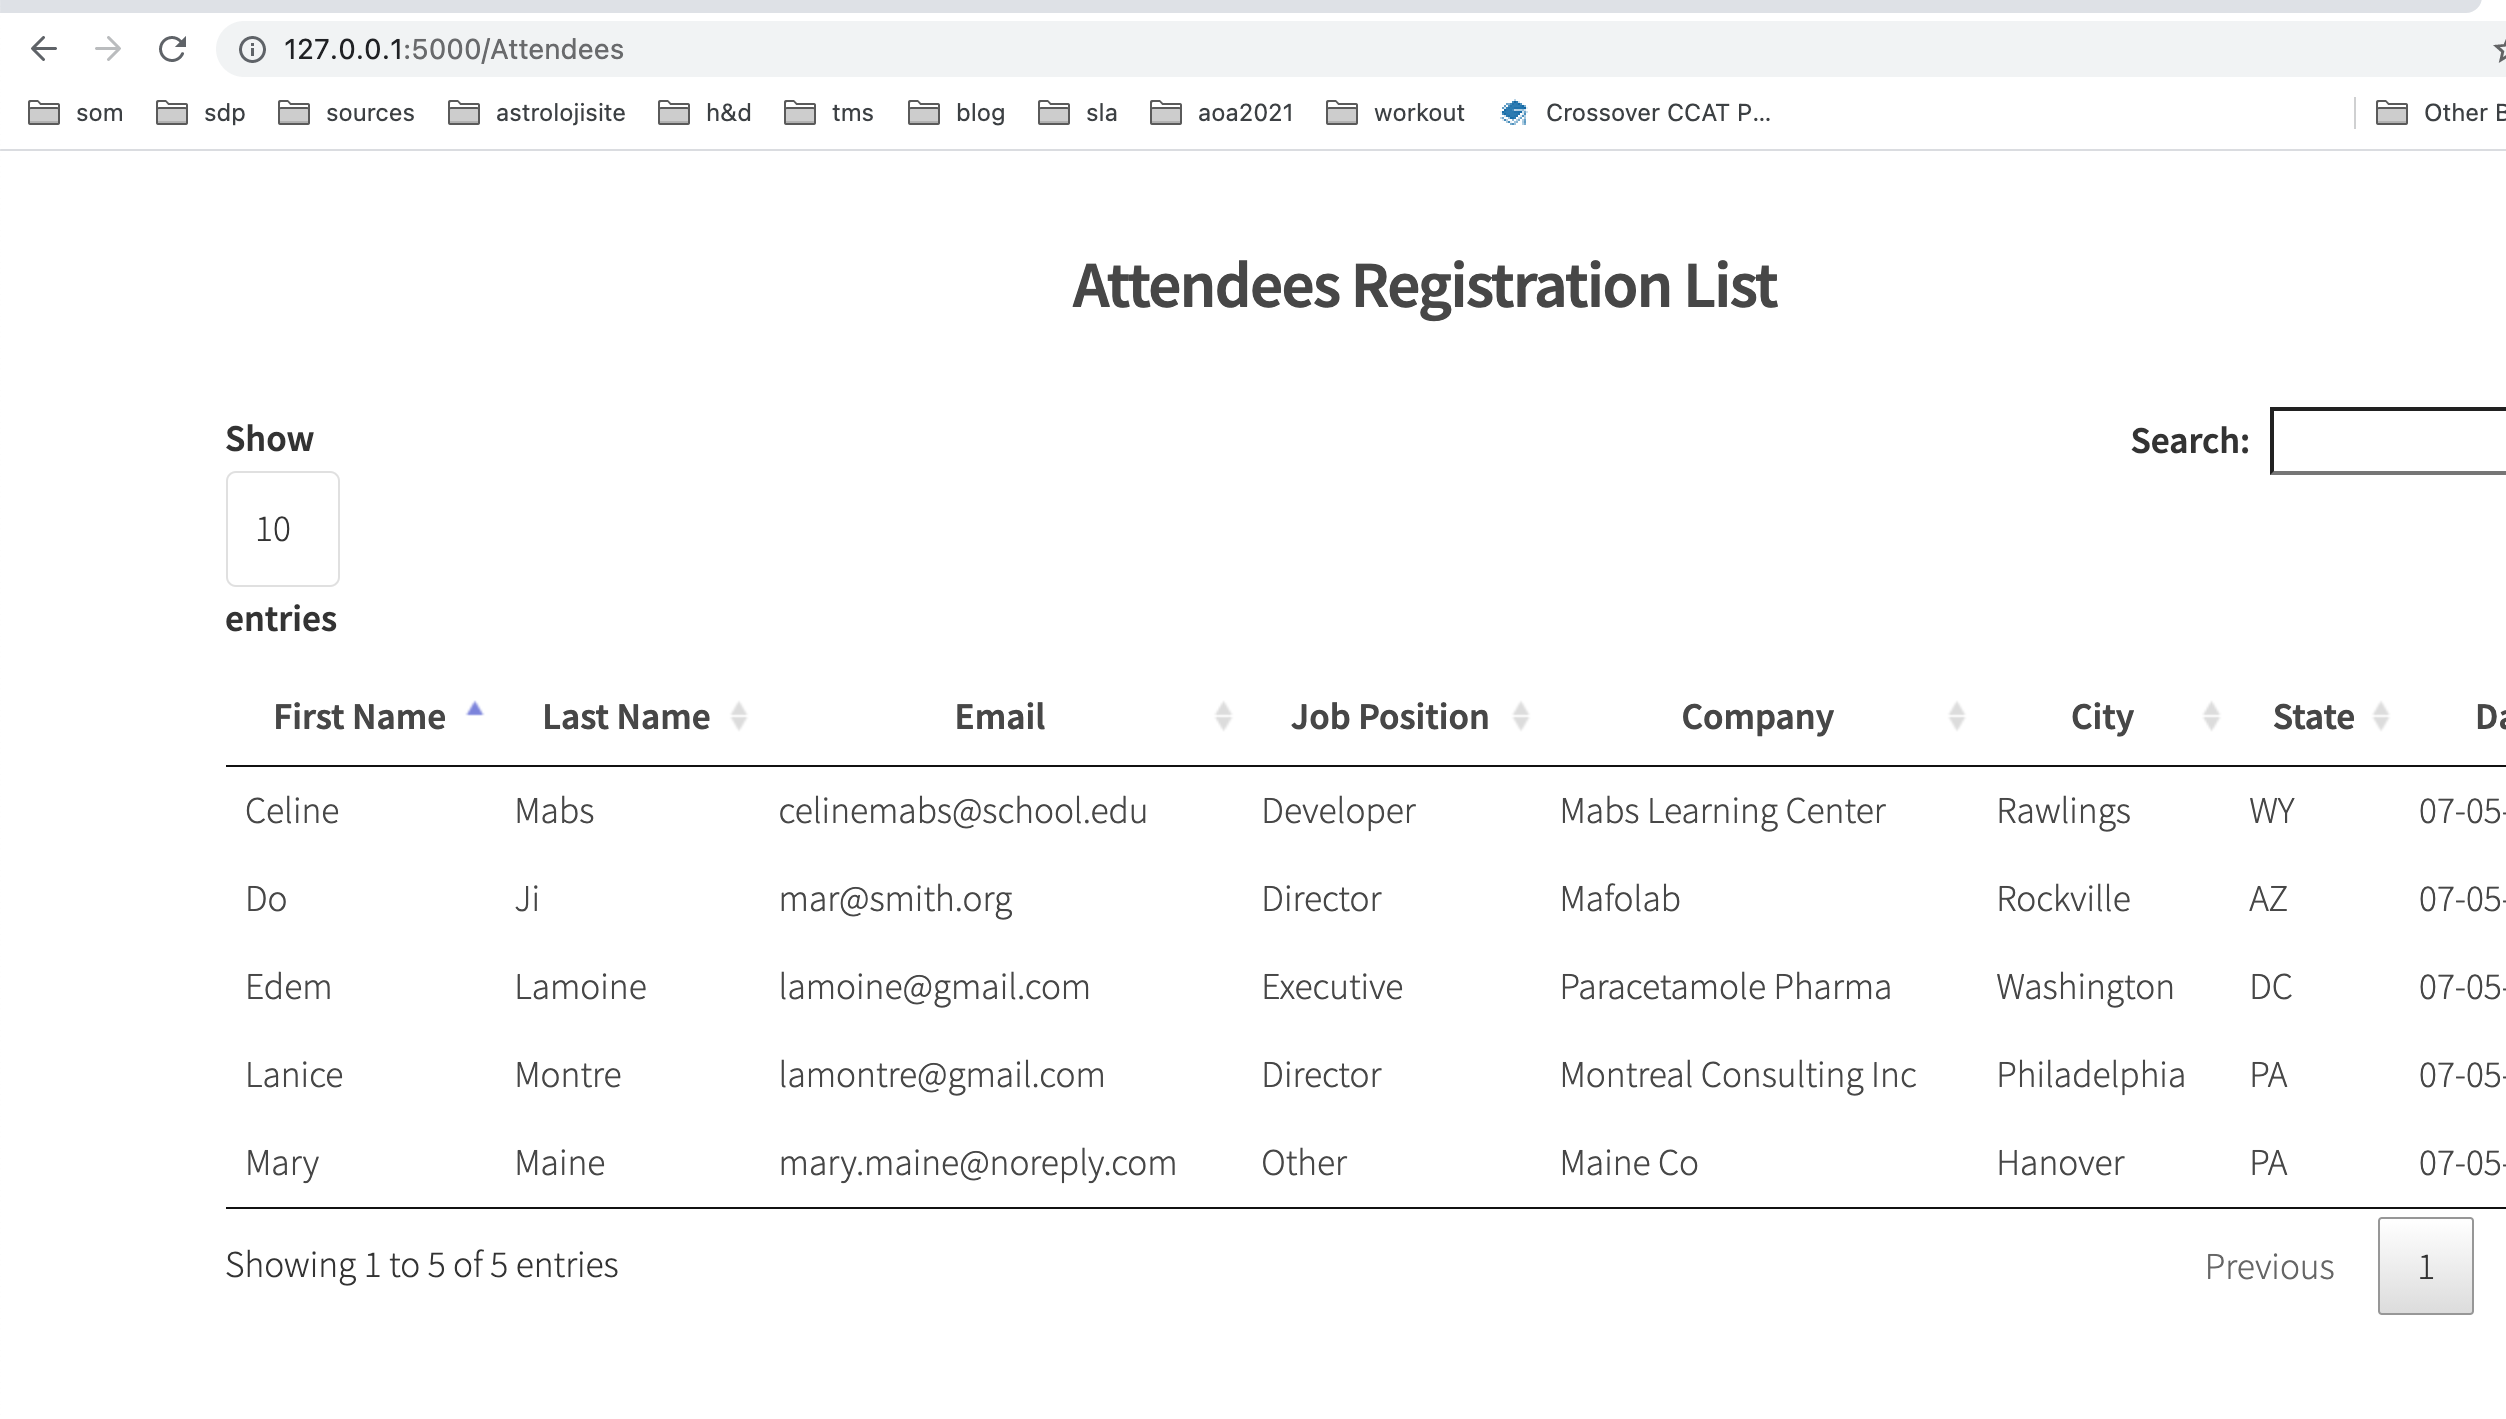 127.0.0.1:5000/Attendees
som sdp sources astrolojisite h&d tms blog sla aoa2021 workout Crossover CCAT P... Other
Attendees Registration List
Show
Search:
10
entries
First Name Last Name Email Job Position Company City State
Celine Mabs celinemabs@school.edu Developer Mabs Learning Center Rawlings WY 07-05-
Do Ji mar@smith.org Director Mafolab Rockville AZ 07-05-
Edem Lamoine lamoine@gmail.com Executive Paracetamole Pharma Washington DC 07-05-
Lanice Montre lamontre@gmail.com Director Montreal Consulting Inc Philadelphia PA 07-05-
Mary Maine mary.maine@noreply.com Other Maine Co Hanover PA 07-05-
Showing 1 to 5 of 5 entries Previous 1